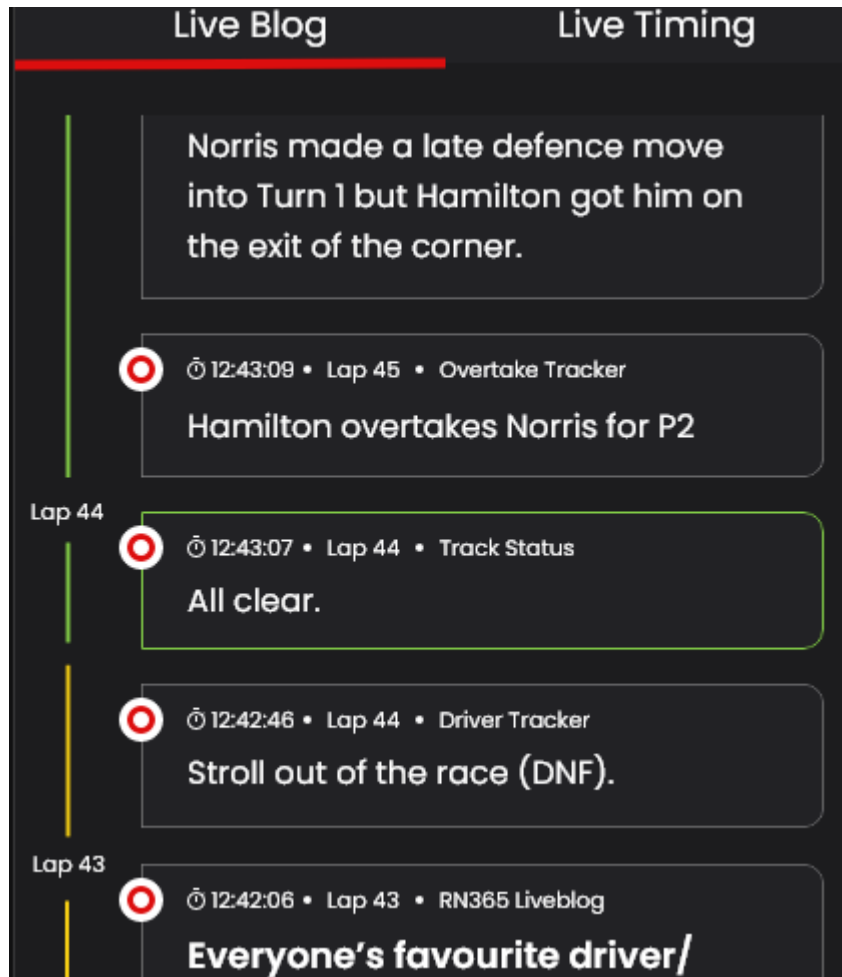 Live Blog Live Timing
Norris made a late defence move
into Turn 1 but Hamilton got him on
the exit of the corner.
12:43:09 • Lap 45 • Overtake Tracker
Hamilton overtakes Norris for P2
Lap 44
12:43:07 • Lap 44 • Track Status
All clear.
12:42:46 • Lap 44 • Driver Tracker
Stroll out of the race (DNF).
Lap 43
12:42:06 • Lap 43 • RN365 Liveblog
Everyone's favourite driver/